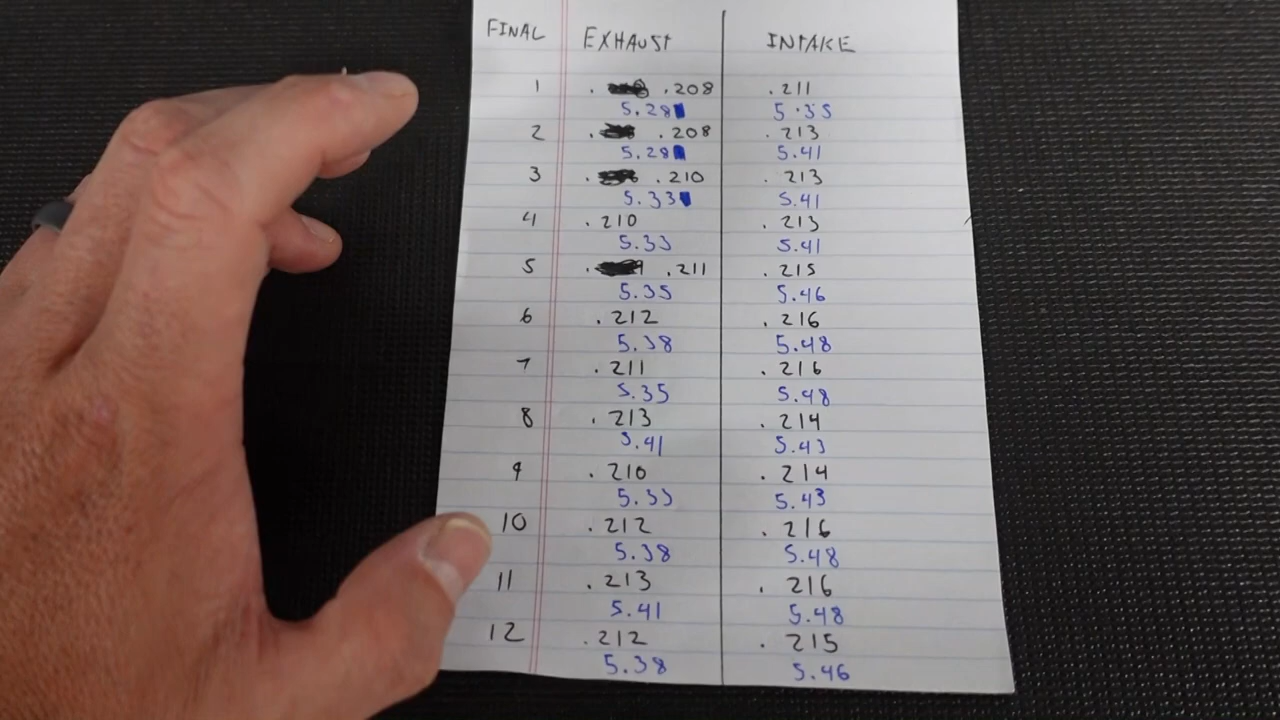 FINAL EXHAUST INTAKE
1 . .208 .211
5.28 5.35
2 . .208 .213
5.28 5.41
3 . .210 .213
5.33 5.41
4 .210 .213
5.33 5.41
5 . .211 .215
5.35 5.46
6 .212 .216
5.38 5.48
7 .211 .216
5.35 5.48
8 .213 .214
5.41 5.43
9 .210 .214
5.33 5.43
10 .212 .216
5.38 5.48
11 .213 .216
5.41 5.48
12 .212 .215
5.38 5.46